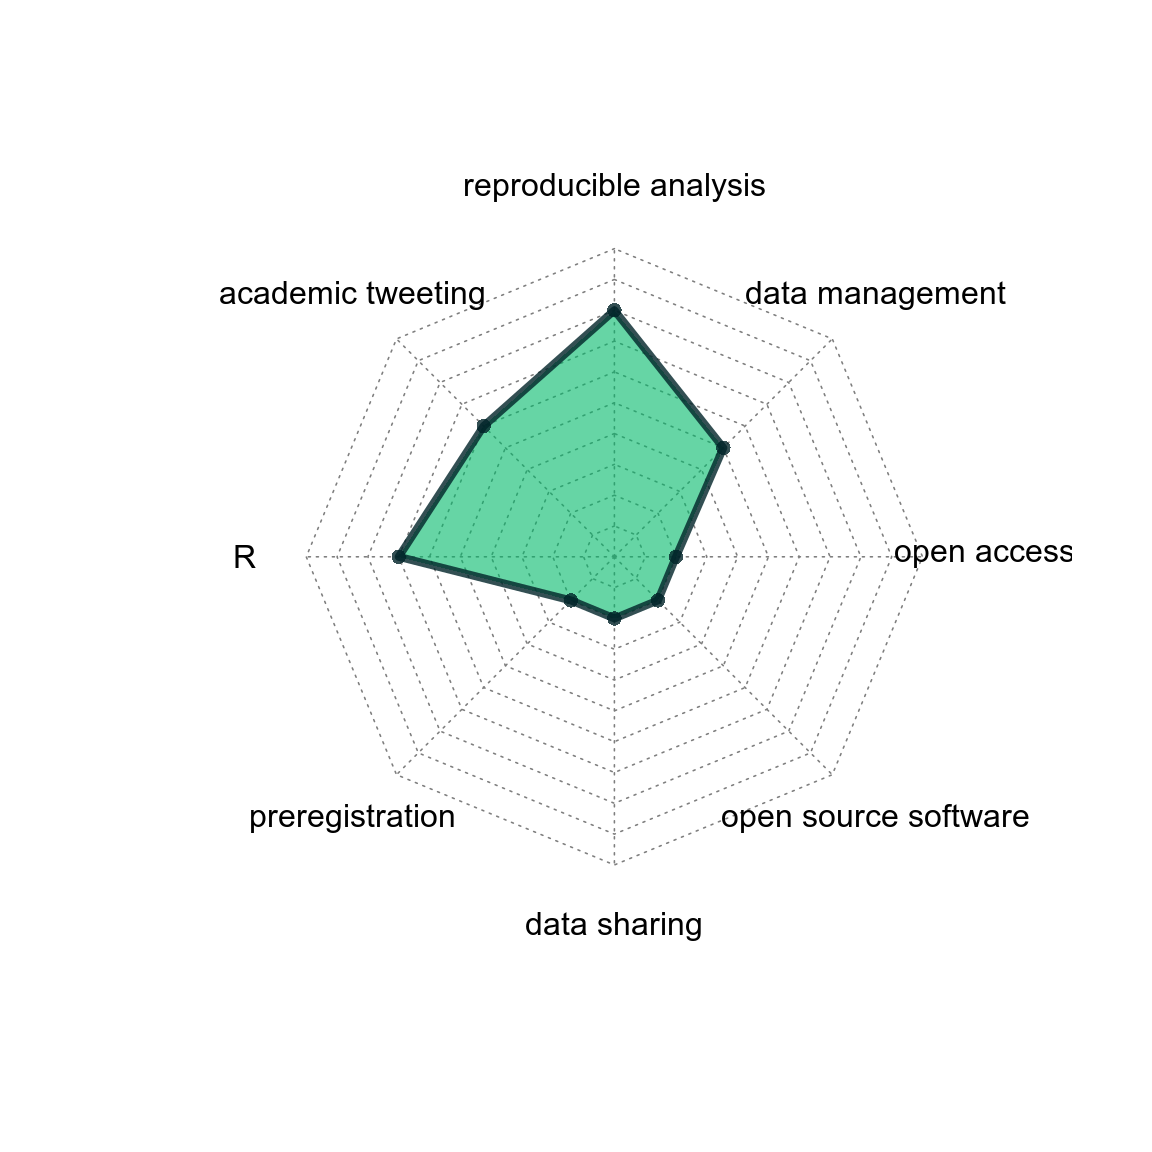 reproducible analysis
academic tweeting
data management
R
open access
preregistration
open source software
data sharing